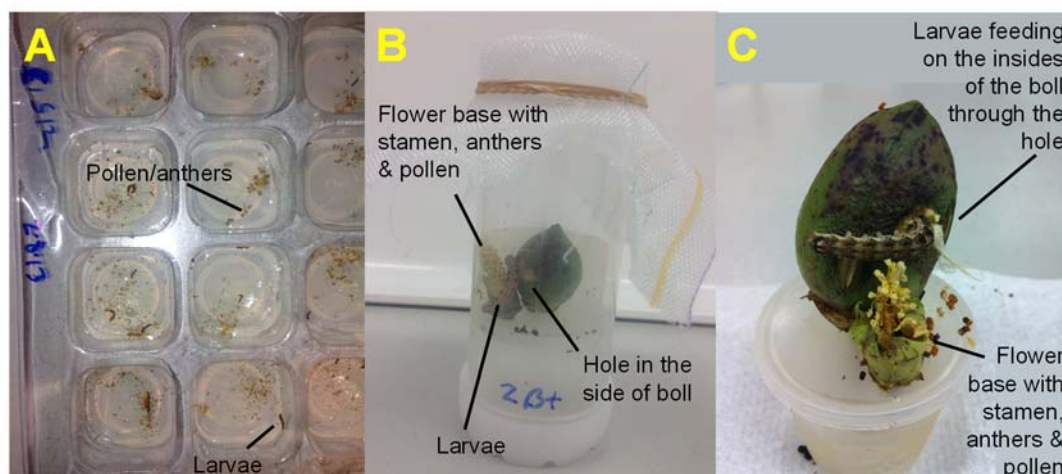 A
Pollen/anthers
Larvae
B
Flower base with
stamen, anthers
& pollen
Hole in the
side of boll
Larvae
C
Larvae feeding
on the insides
of the boll
through the
hole
Flower
base with
stamen,
anthers &
pollen